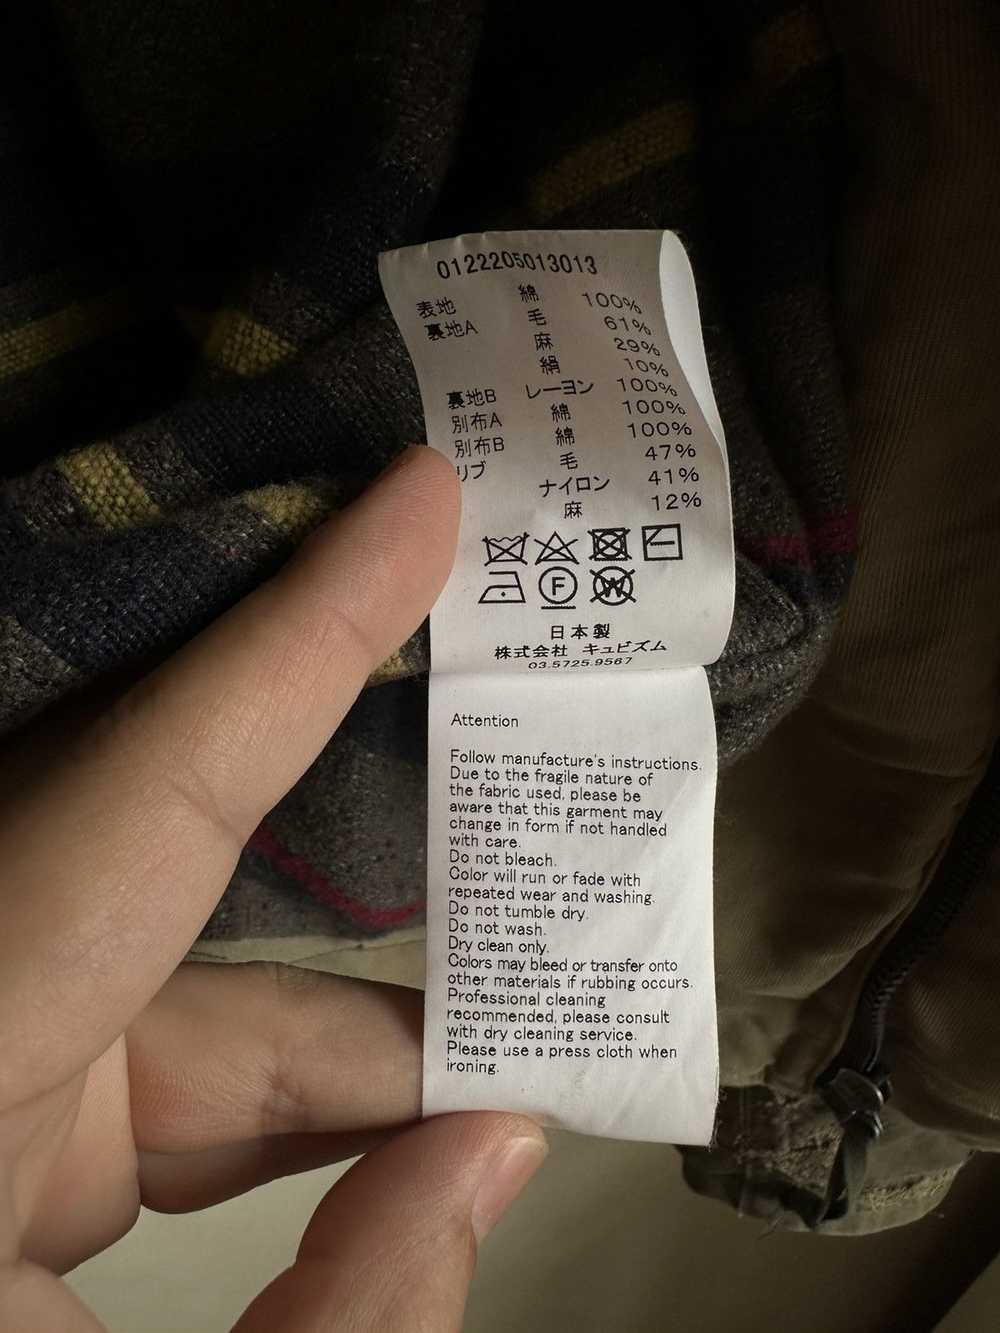 0122205013013
表地 綿 100%
裏地A 毛 61%
麻 29%
絹 10%
裏地B レーヨン 100%
別布A 綿 100%
別布B 綿 100%
リブ 毛 47%
ナイロン 41%
麻 12%
F
W
日本製
株式会社 キュビズム
03.5725.9567
Attention
Follow manufacture's instructions.
Due to the fragile nature of
the fabric used, please be
aware that this garment may
change in form if not handled
with care.
Do not bleach.
Color will run or fade with
repeated wear and washing.
Do not tumble dry.
Do not wash.
Dry clean only.
Colors may bleed or transfer onto
other materials if rubbing occurs.
Professional cleaning
recommended, please consult
with dry cleaning service.
Please use a press cloth when
ironing.